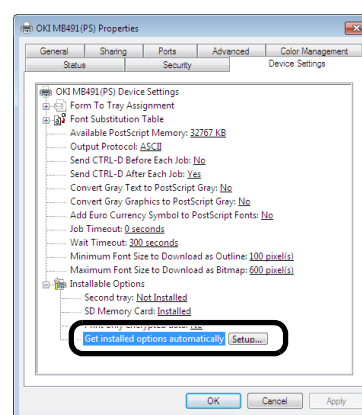 OKI MB491(PS) Properties
General Sharing Ports Advanced Color Management
Status Security Device Settings
OKI MB491(PS) Device Settings
Form To Tray Assignment
Font Substitution Table
Available PostScript Memory: 32767 KB
Output Protocol: ASCII
Send CTRL-D Before Each Job: No
Send CTRL-D After Each Job: Yes
Convert Gray Text to PostScript Gray: No
Convert Gray Graphics to PostScript Gray: No
Add Euro Currency Symbol to PostScript Fonts: No
Job Timeout: 0 seconds
Wait Timeout: 300 seconds
Minimum Font Size to Download as Outline: 100 pixel(s)
Maximum Font Size to Download as Bitmap: 600 pixel(s)
Installable Options
Second tray: Not Installed
SD Memory Card: Installed
Print Only Encrypted data: No
Get installed options automatically Setup...
OK Cancel Apply